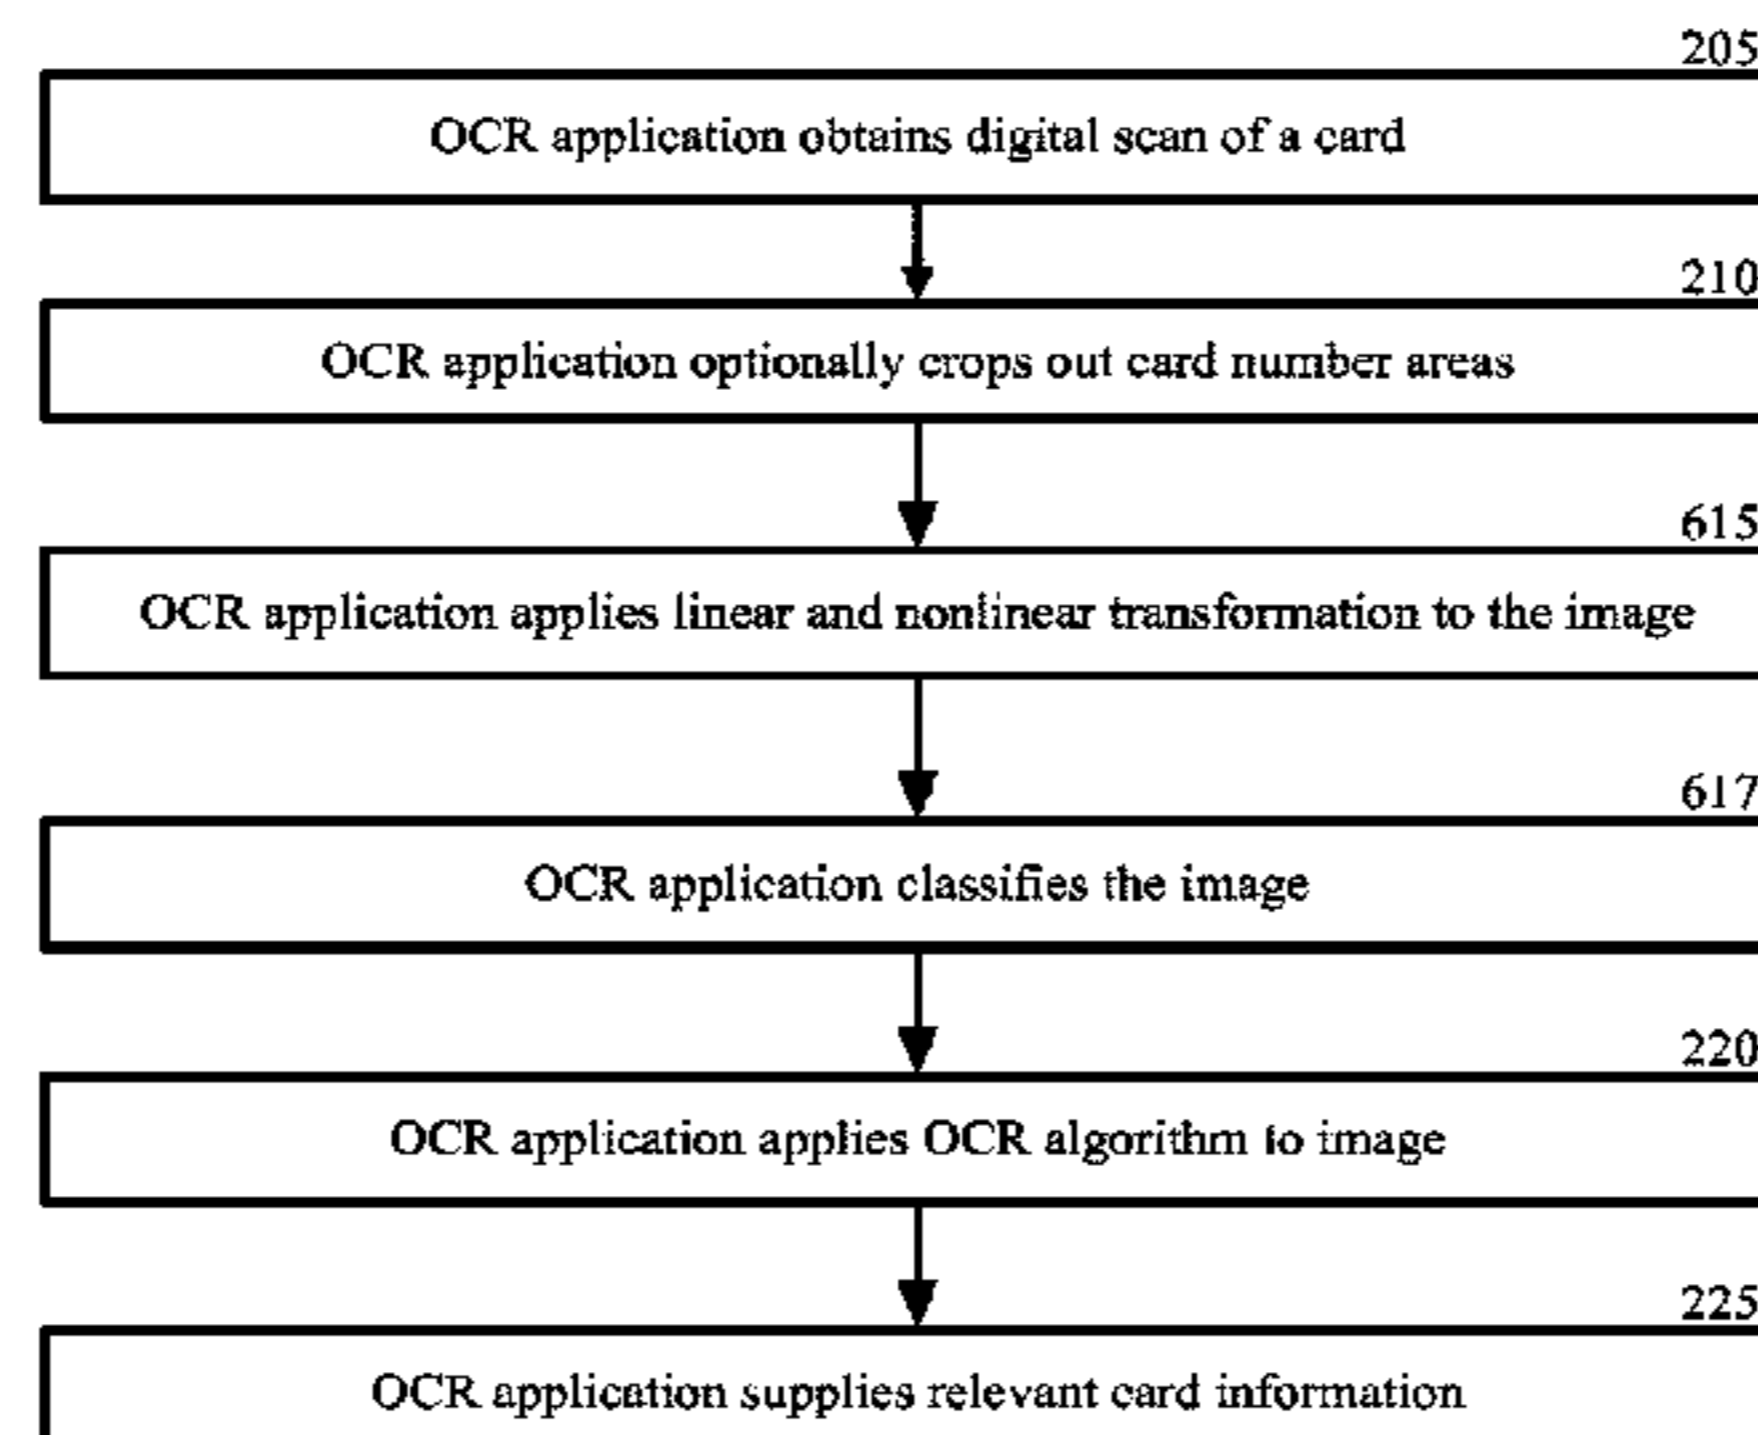 205
OCR application obtains digital scan of a card
210
OCR application optionally crops out card number areas
615
OCR application applies linear and nonlinear transformation to the image
617
OCR application classifies the image
220
OCR application applies OCR algorithm to image
225
OCR application supplies relevant card information